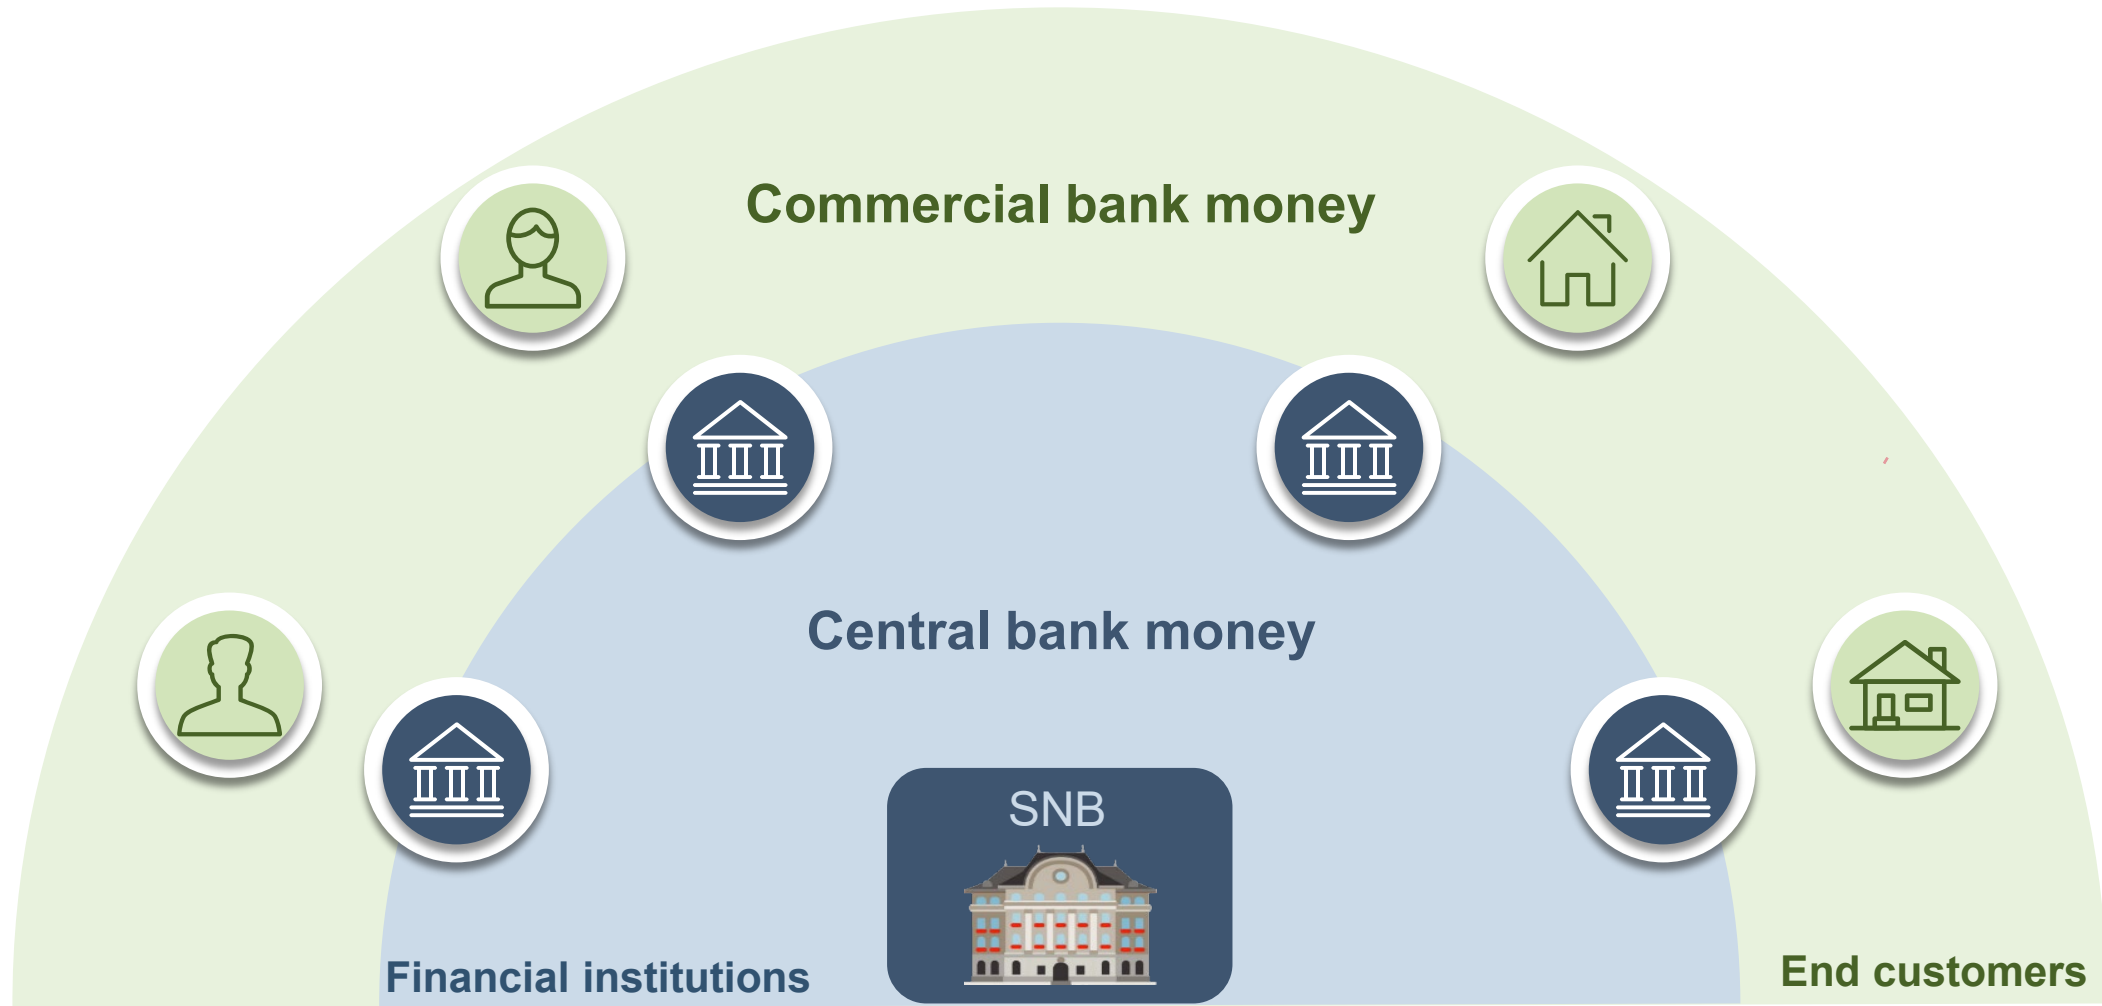 Commercial bank money
Central bank money
SNB
Financial institutions
End customers